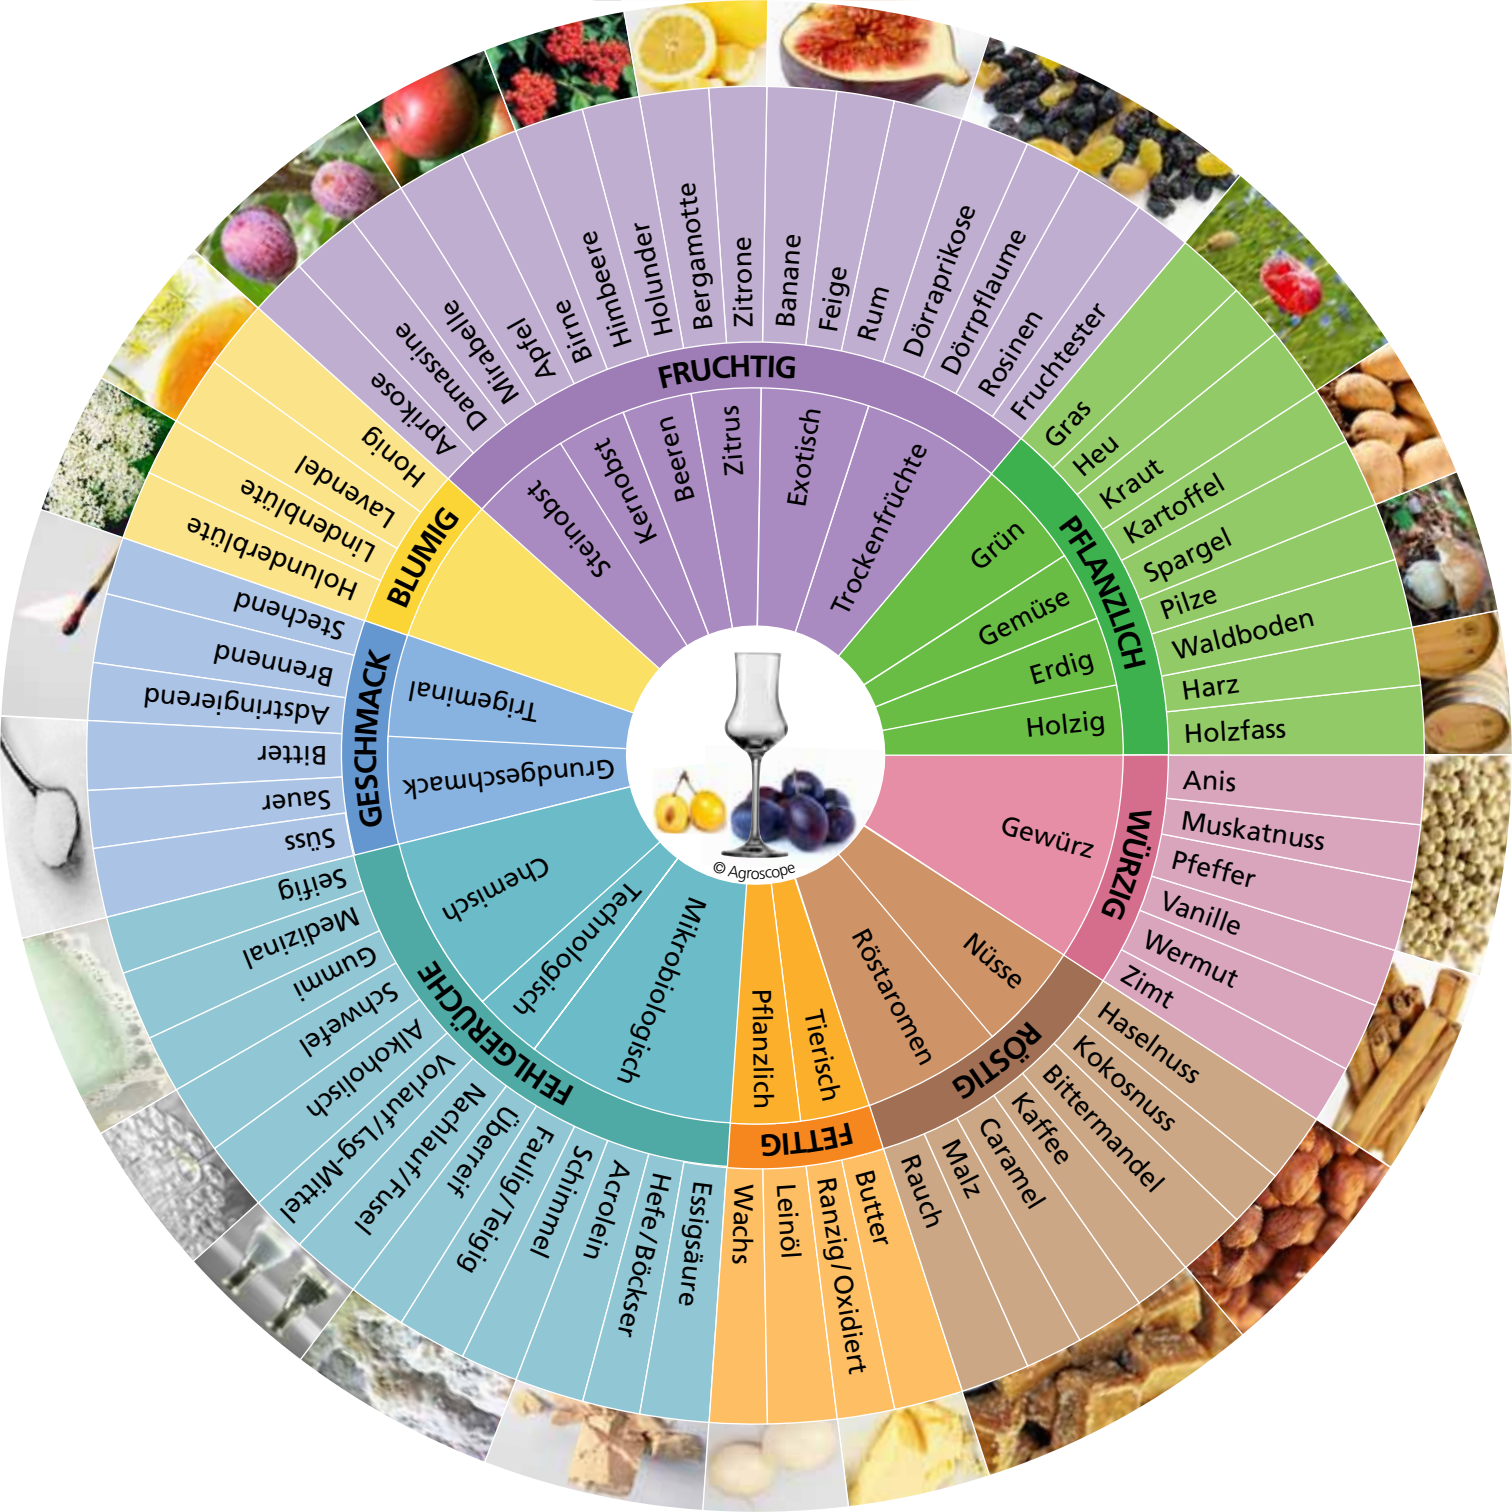 FRUCHTIG
Steinobst
Kernobst
Beeren
Zitrus
Exotisch
Trockenfrüchte
Aprikose
Damassine
Mirabelle
Apfel
Birne
Himbeere
Holunder
Bergamotte
Zitrone
Banane
Feige
Rum
Dörraprikose
Dörrpflaume
Rosinen
Fruchtester
PFLANZLICH
Grün
Gemüse
Erdig
Holzig
Gras
Heu
Kraut
Kartoffel
Spargel
Pilze
Waldboden
Harz
Holzfass
WÜRZIG
Gewürz
Anis
Muskatnuss
Pfeffer
Vanille
Wermut
Zimt
RÖSTIG
Nüsse
Röstaromen
Haselnuss
Kokosnuss
Bittermandel
Kaffee
Caramel
Malz
Rauch
FETTIG
Tierisch
Pflanzlich
Butter
Ranzig/Oxidiert
Leinöl
Wachs
FEHLGERÜCHE
Mikrobiologisch
Technologisch
Chemisch
Essigsäure
Hefe/Böckser
Acrolein
Schimmel
Faulig/Teigig
Überreif
Nachlauf/Fusel
Vorlauf/Lsg-Mittel
Alkoholisch
Schwefel
Gummi
Medizinal
Seifig
GESCHMACK
Grundgeschmack
Trigeminal
Süss
Sauer
Bitter
Adstringierend
Brennend
Stechend
BLUMIG
Holunderblüte
Lindenblüte
Lavendel
Honig
© Agroscope